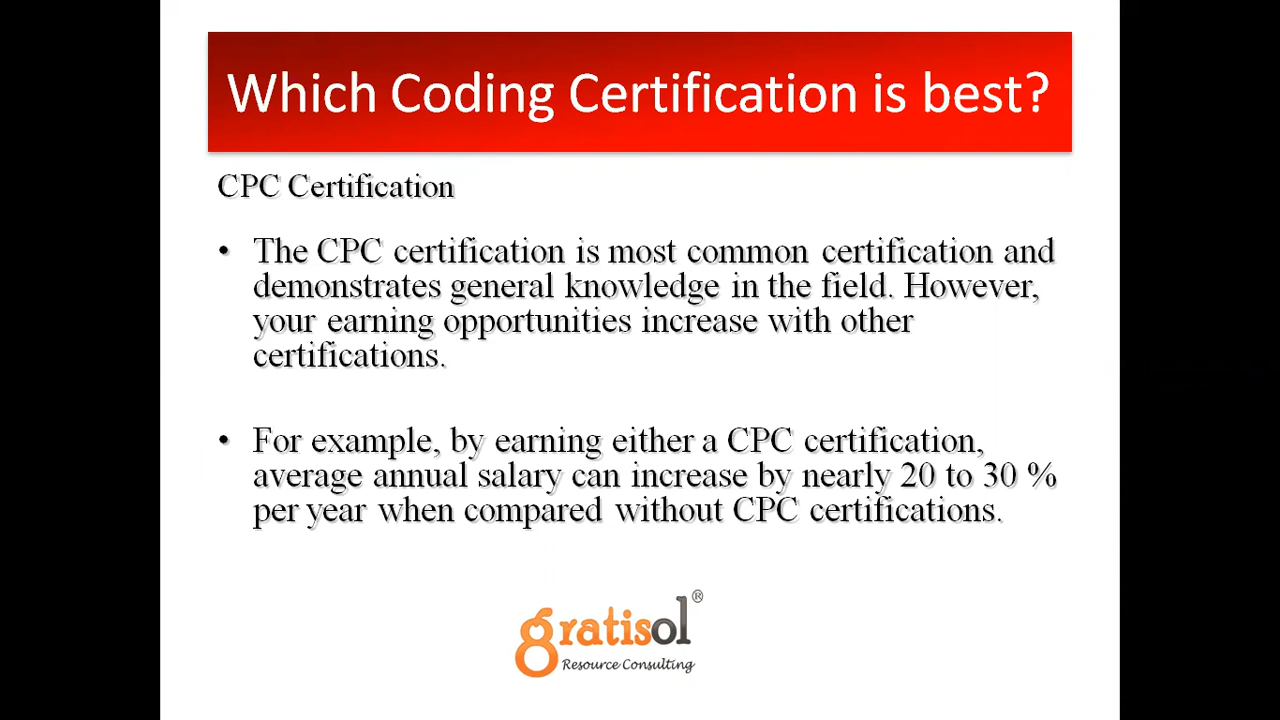 Which Coding Certification is best?
CPC Certification
• The CPC certification is most common certification and
demonstrates general knowledge in the field. However,
your earning opportunities increase with other
certifications.
• For example, by earning either a CPC certification,
average annual salary can increase by nearly 20 to 30 %
per year when compared without CPC certifications.
gratisol®
Resource Consulting